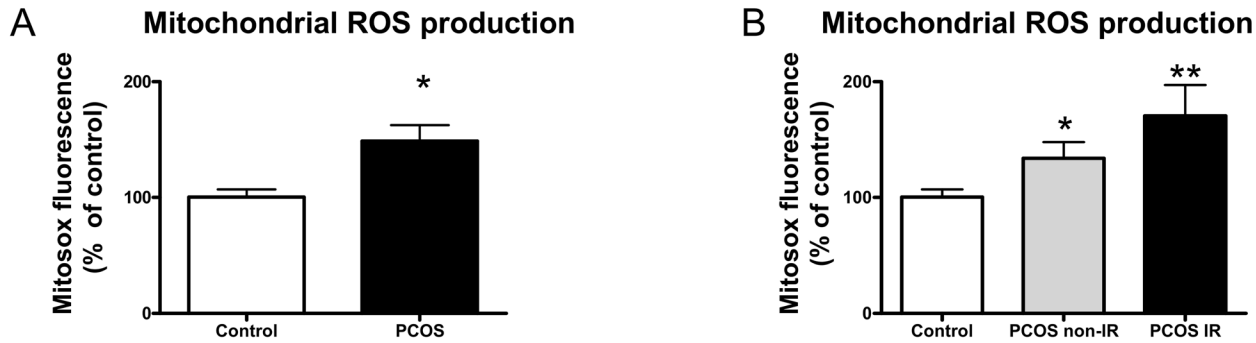 A
Mitochondrial ROS production
Mitosox fluorescence
(% of control)
200
100
0
*
Control
PCOS
B
Mitochondrial ROS production
Mitosox fluorescence
(% of control)
200
100
0
*
**
Control
PCOS non-IR
PCOS IR